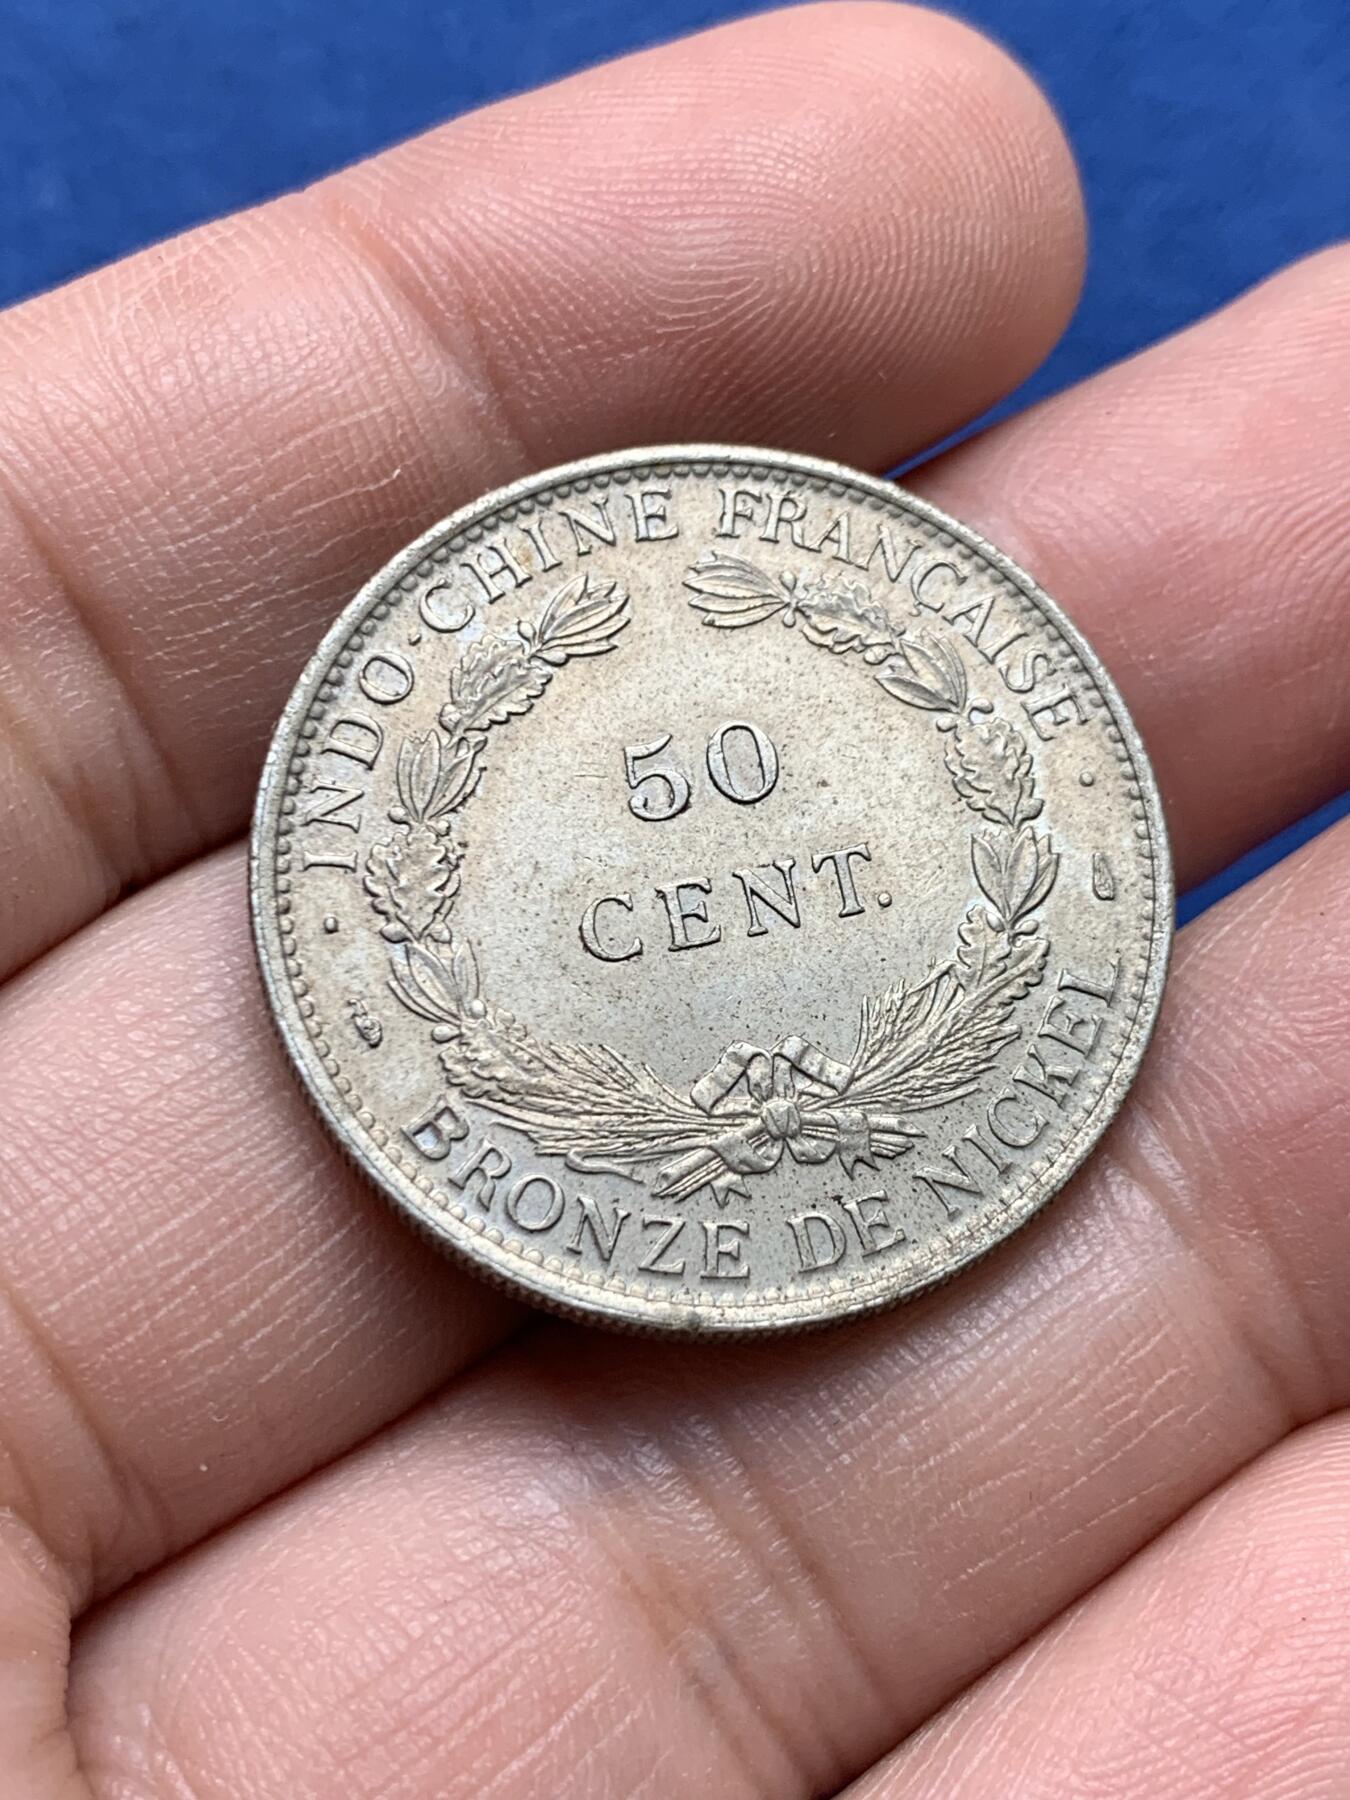 INDO-CHINE FRANÇAISE
50
CENT.
BRONZE DE NICKEL